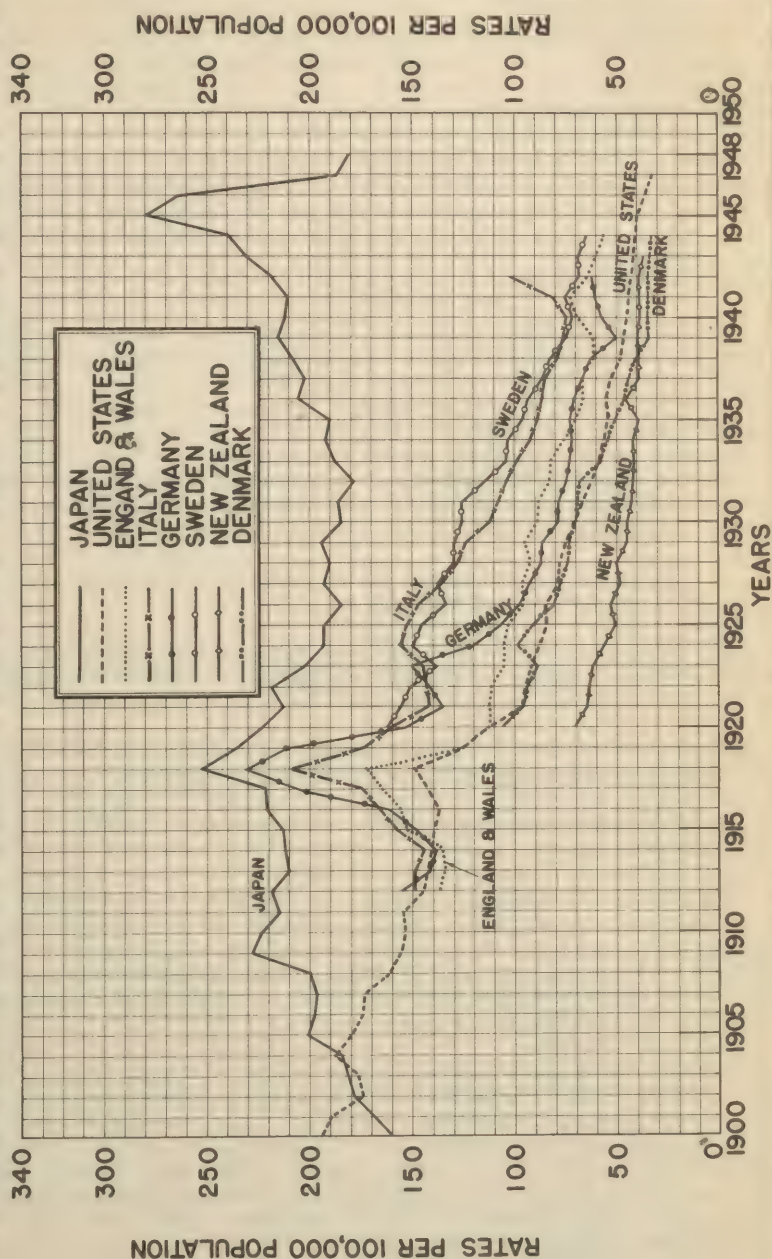 RATES PER 100,000 POPULATION
340
300
250
200
150
100
50
0
JAPAN
UNITED STATES
ENGAND & WALES
ITALY
GERMANY
SWEDEN
NEW ZEALAND
DENMARK
JAPAN
ENGLAND & WALES
ITALY
GERMANY
SWEDEN
NEW ZEALAND
UNITED STATES
DENMARK
340
300
250
200
150
100
50
0
RATES PER 100,000 POPULATION
1900
1905
1910
1915
1920
1925
1930
1935
1940
1945
1948
1950
YEARS